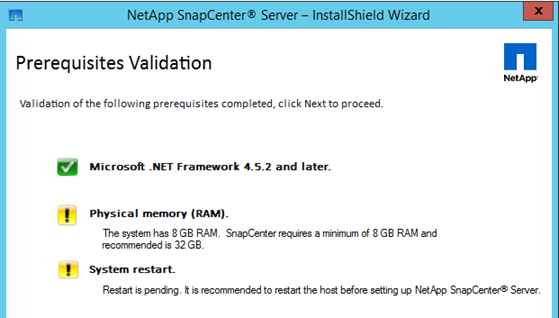 NetApp SnapCenter® Server – InstallShield Wizard
x
Prerequisites Validation
NetApp®
Validation of the following prerequisites completed, click Next to proceed.
Microsoft .NET Framework 4.5.2 and later.
Physical memory (RAM).
The system has 8 GB RAM. SnapCenter requires a minimum of 8 GB RAM and
recommended is 32 GB.
System restart.
Restart is pending. It is recommended to restart the host before setting up NetApp SnapCenter® Server.